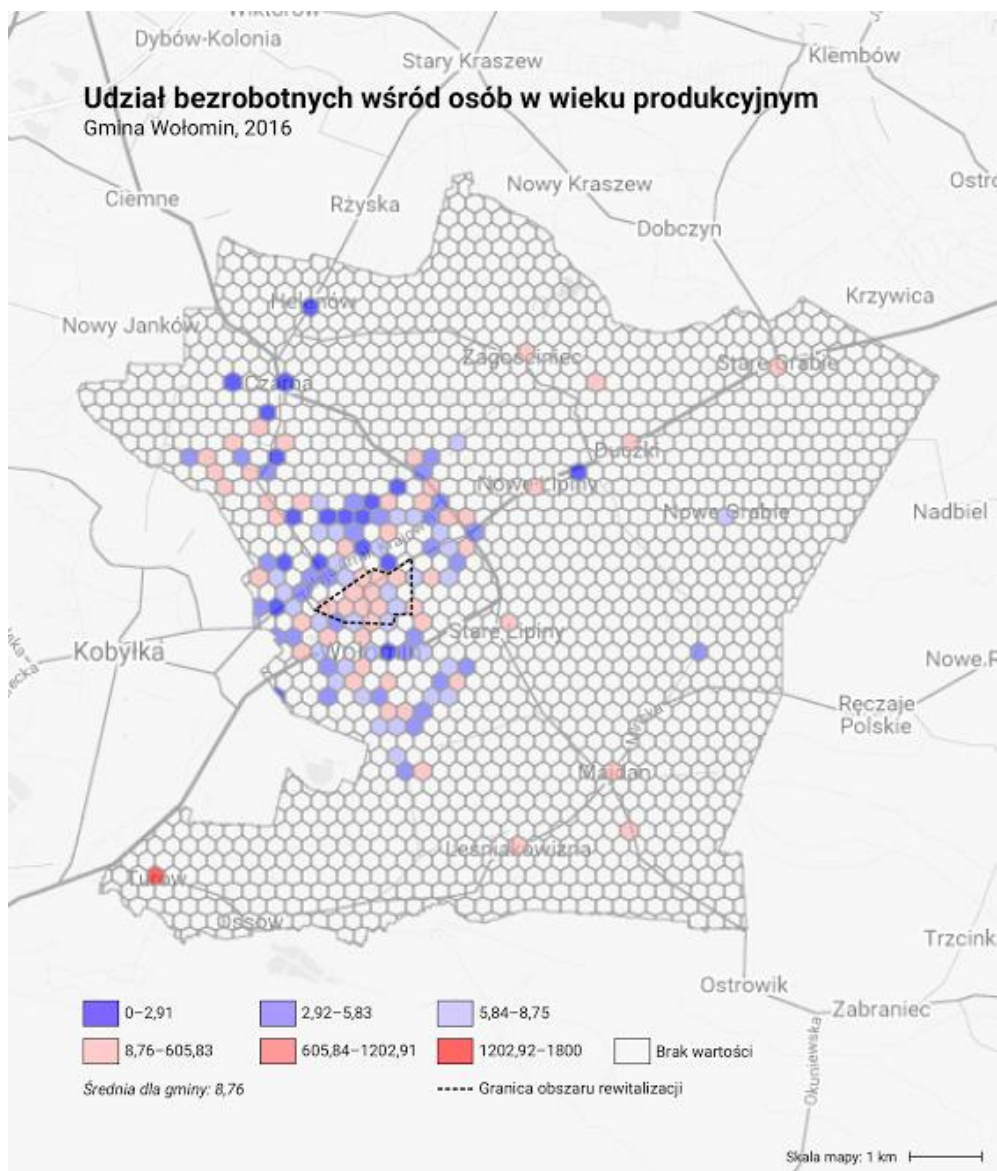 Wiktorów
Dybów-Kolonia
Stary Kraszew
Klembów
Udział bezrobotnych wśród osób w wieku produkcyjnym
Gmina Wołomin, 2016
Nowy Kraszew
Ostró
Ciemne
Rżyska
Dobczyn
Krzywica
Helenów
Nowy Janków
Zagościniec
Stare Grabie
Czarna
Duczki
Nowe Lipiny
Nowe Grabie
Nadbiel
Stare Lipiny
Kobyłka
Wołomin
Nowe R
Ręczaje
Polskie
Majdan
Leśniakowizna
Turów
Ossów
Trzcink
Ostrowik
Zabraniec
Okuniewska
0–2,91
2,92–5,83
5,84–8,75
8,76–605,83
605,84–1202,91
1202,92–1800
Brak wartości
Średnia dla gminy: 8,76
Granica obszaru rewitalizacji
Skala mapy: 1 km